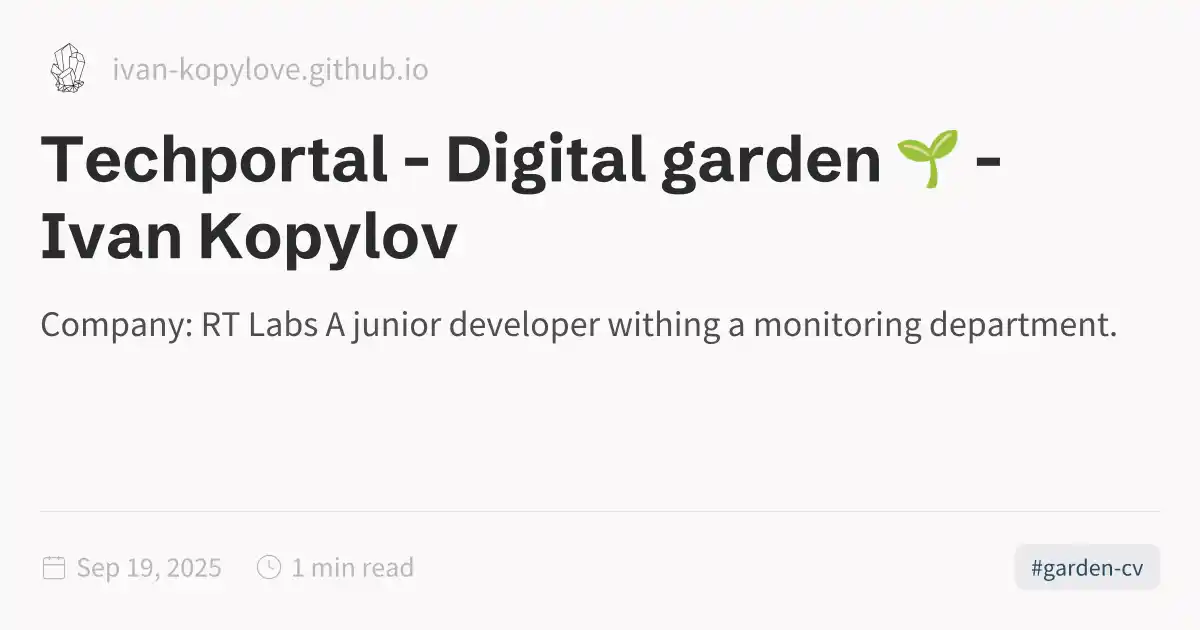 ivan-kopylove.github.io
Techportal - Digital garden 🌱 -
Ivan Kopylov
Company: RT Labs A junior developer withing a monitoring department.
Sep 19, 2025 1 min read #garden-cv